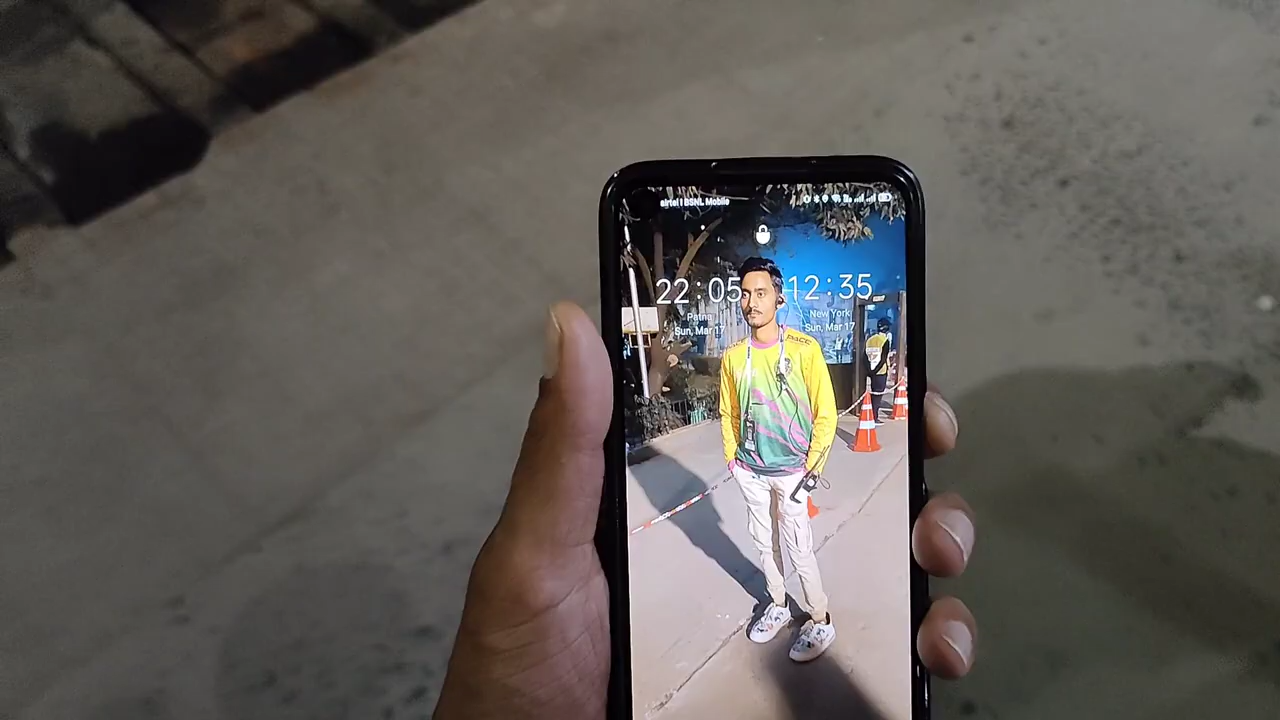 airtel | BSNL Mobile
22:05
Patna
Sun, Mar 17
12:35
New York
Sun, Mar 17